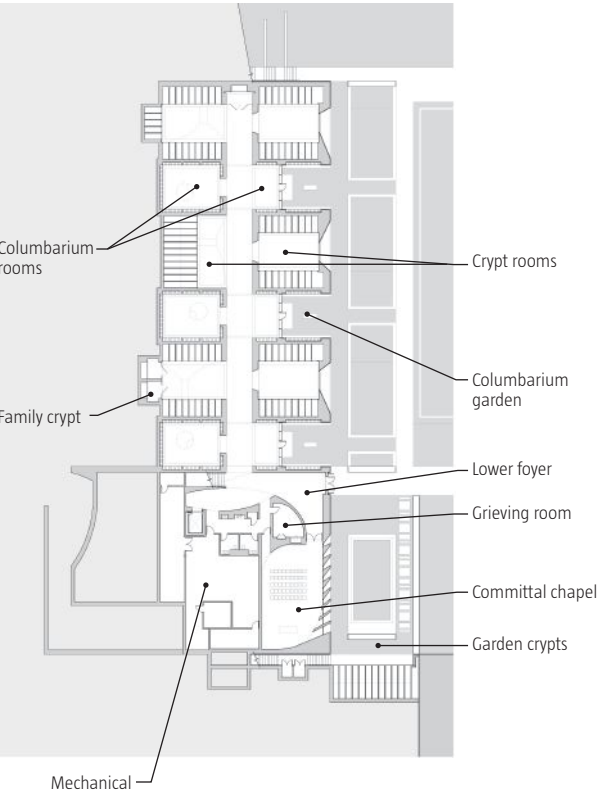 Columbarium
rooms
Crypt rooms
Columbarium
garden
Family crypt
Lower foyer
Grieving room
Committal chapel
Garden crypts
Mechanical